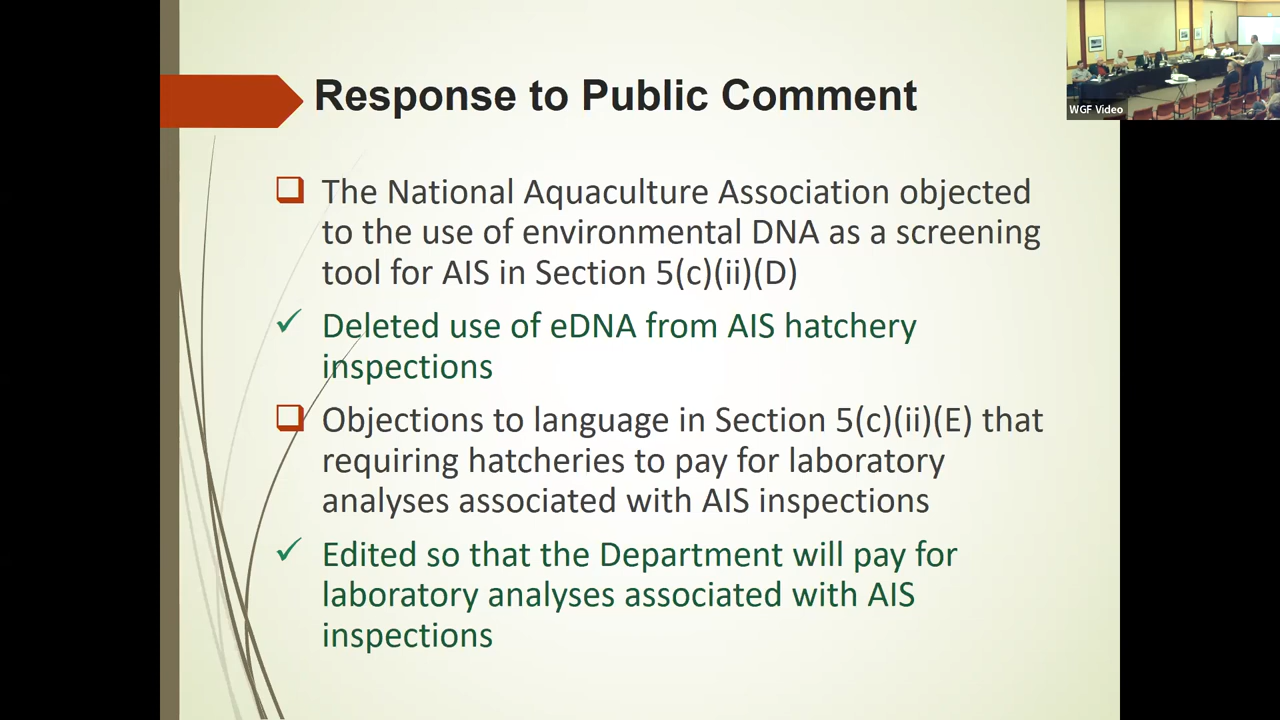 Response to Public Comment
WGF Video
The National Aquaculture Association objected
to the use of environmental DNA as a screening
tool for AIS in Section 5(c)(ii)(D)
Deleted use of eDNA from AIS hatchery
inspections
Objections to language in Section 5(c)(ii)(E) that
requiring hatcheries to pay for laboratory
analyses associated with AIS inspections
Edited so that the Department will pay for
laboratory analyses associated with AIS
inspections